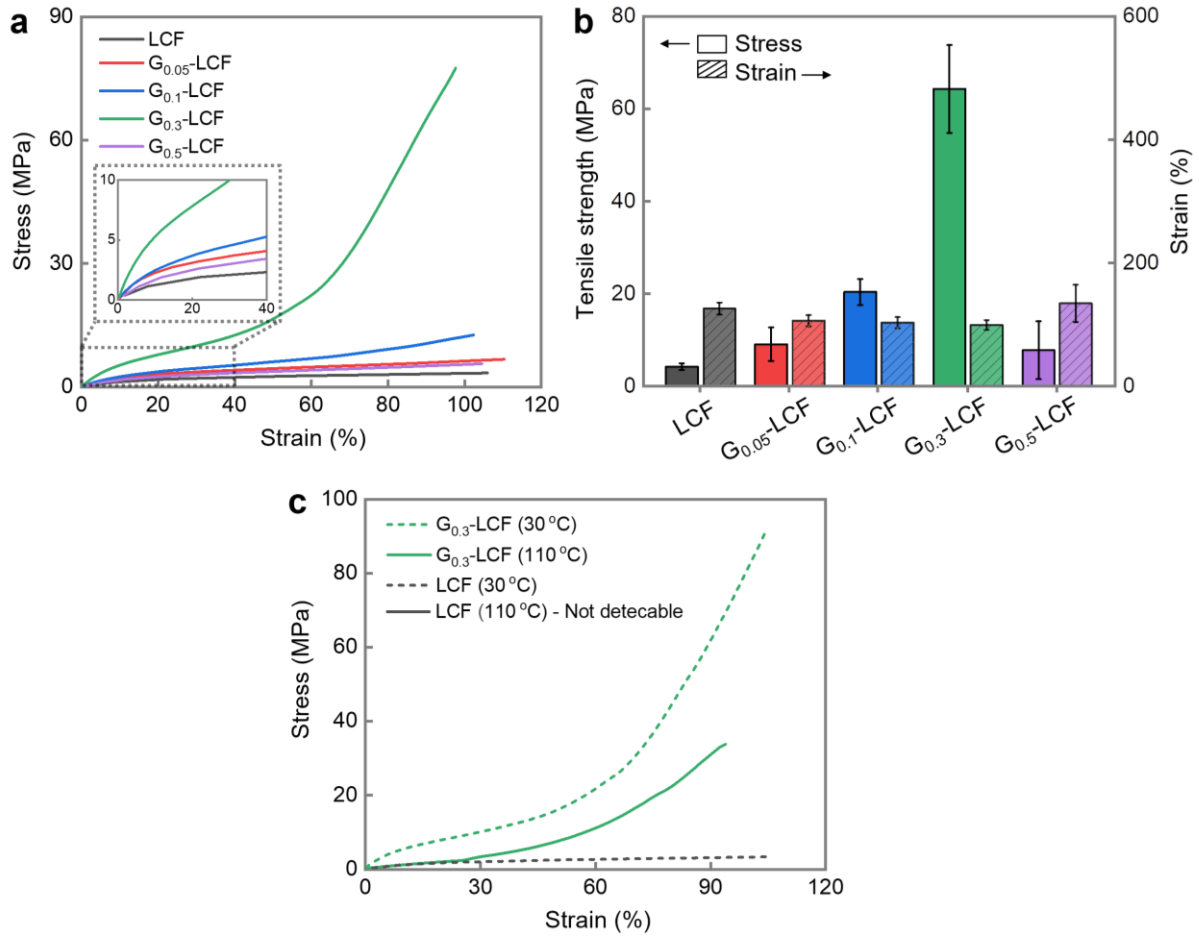 a
90
60
30
0
Stress (MPa)
LCF
G0.05-LCF
G0.1-LCF
G0.3-LCF
G0.5-LCF
10
5
0
0 20 40
0 20 40 60 80 100 120
Strain (%)
b
80
60
40
20
0
Tensile strength (MPa)
Stress
Strain
600
400
200
0
Strain (%)
LCF
G0.05-LCF
G0.1-LCF
G0.3-LCF
G0.5-LCF
c
100
80
60
40
20
0
Stress (MPa)
G0.3-LCF (30 °C)
G0.3-LCF (110 °C)
LCF (30 °C)
LCF (110 °C) - Not detecable
0 30 60 90 120
Strain (%)